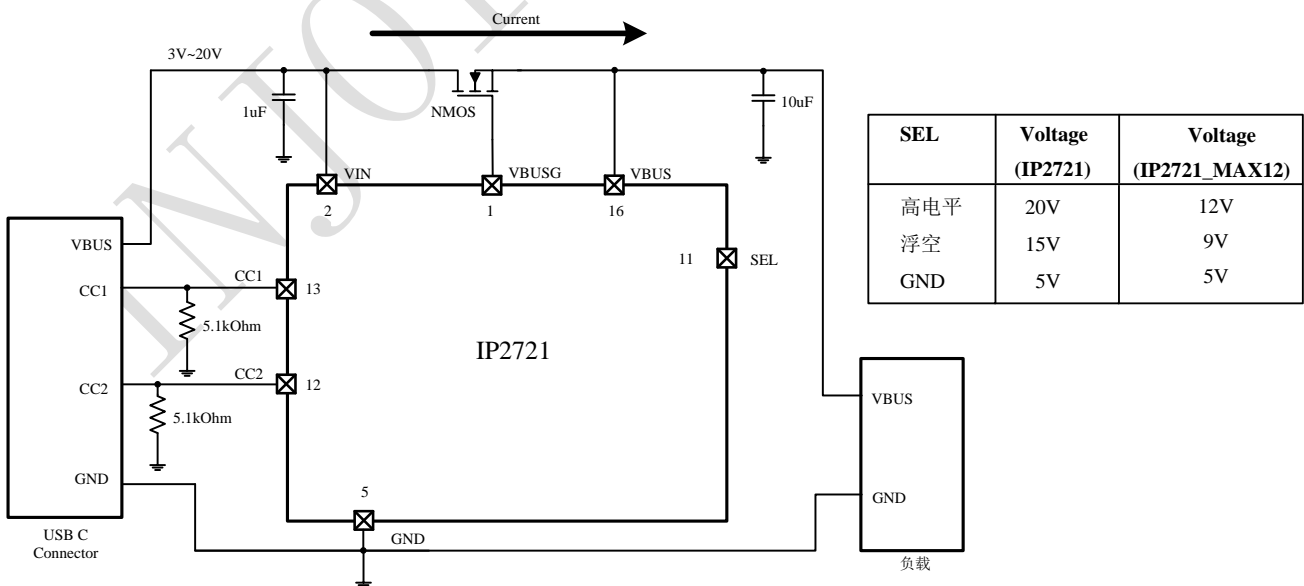 Current
3V~20V
1uF
NMOS
10uF
VIN
VBUSG
VBUS
2
1
16
VBUS
CC1
CC1
13
5.1kOhm
11
SEL
IP2721
CC2
CC2
12
5.1kOhm
GND
5
GND
USB C
Connector
VBUS
GND
负载
SEL Voltage Voltage
(IP2721) (IP2721_MAX12)
高电平 20V 12V
浮空 15V 9V
GND 5V 5V
INJOI